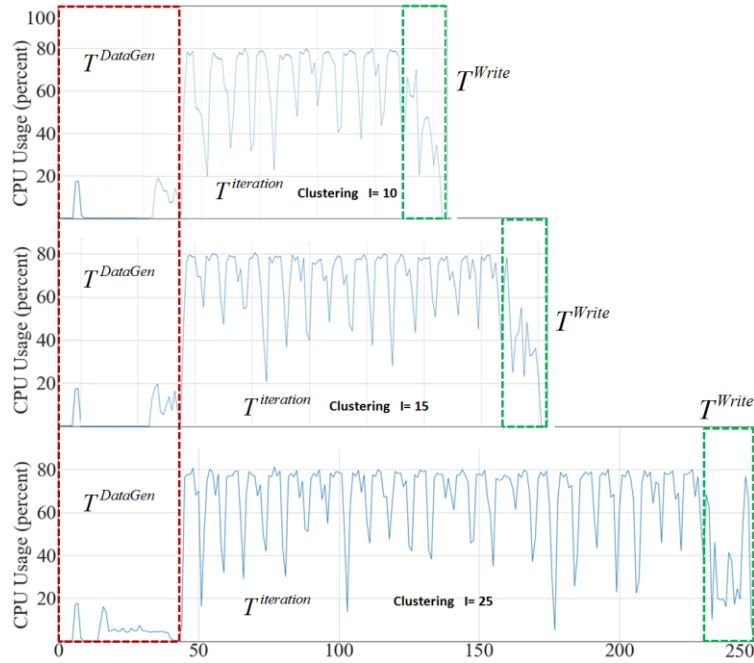 100
80
60
40
20
CPU Usage (percent)
T^DataGen
T^iteration
Clustering I= 10
T^Write
80
60
40
20
CPU Usage (percent)
T^DataGen
T^iteration
Clustering I= 15
T^Write
80
60
40
20
CPU Usage (percent)
T^DataGen
T^iteration
Clustering I= 25
T^Write
0 50 100 150 200 250